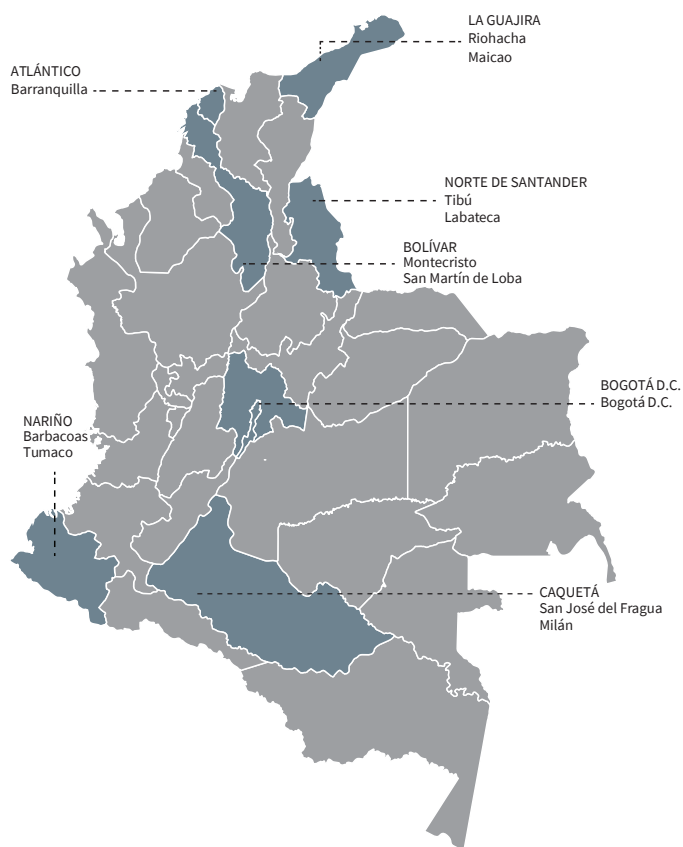 LA GUAJIRA
Riohacha
Maicao
ATLÁNTICO
Barranquilla
NORTE DE SANTANDER
Tibú
Labateca
BOLÍVAR
Montecristo
San Martín de Loba
BOGOTÁ D.C.
Bogotá D.C.
NARIÑO
Barbacoas
Tumaco
CAQUETÁ
San José del Fragua
Milán